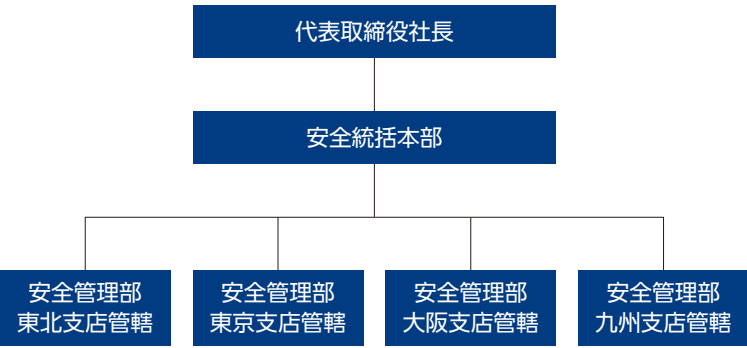 代表取締役社長
安全統括本部
安全管理部
東北支店管轄
安全管理部
東京支店管轄
安全管理部
大阪支店管轄
安全管理部
九州支店管轄